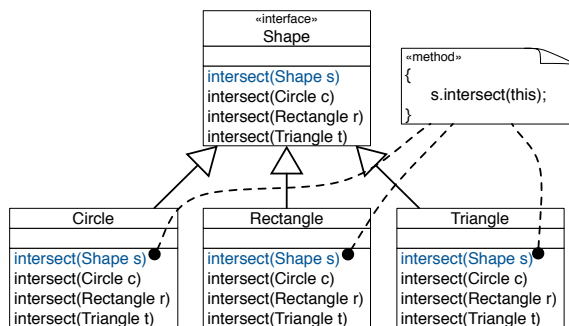 «interface»
Shape
intersect(Shape s)
intersect(Circle c)
intersect(Rectangle r)
intersect(Triangle t)
«method»
{
s.intersect(this);
}
Circle
intersect(Shape s)
intersect(Circle c)
intersect(Rectangle r)
intersect(Triangle t)
Rectangle
intersect(Shape s)
intersect(Circle c)
intersect(Rectangle r)
intersect(Triangle t)
Triangle
intersect(Shape s)
intersect(Circle c)
intersect(Rectangle r)
intersect(Triangle t)